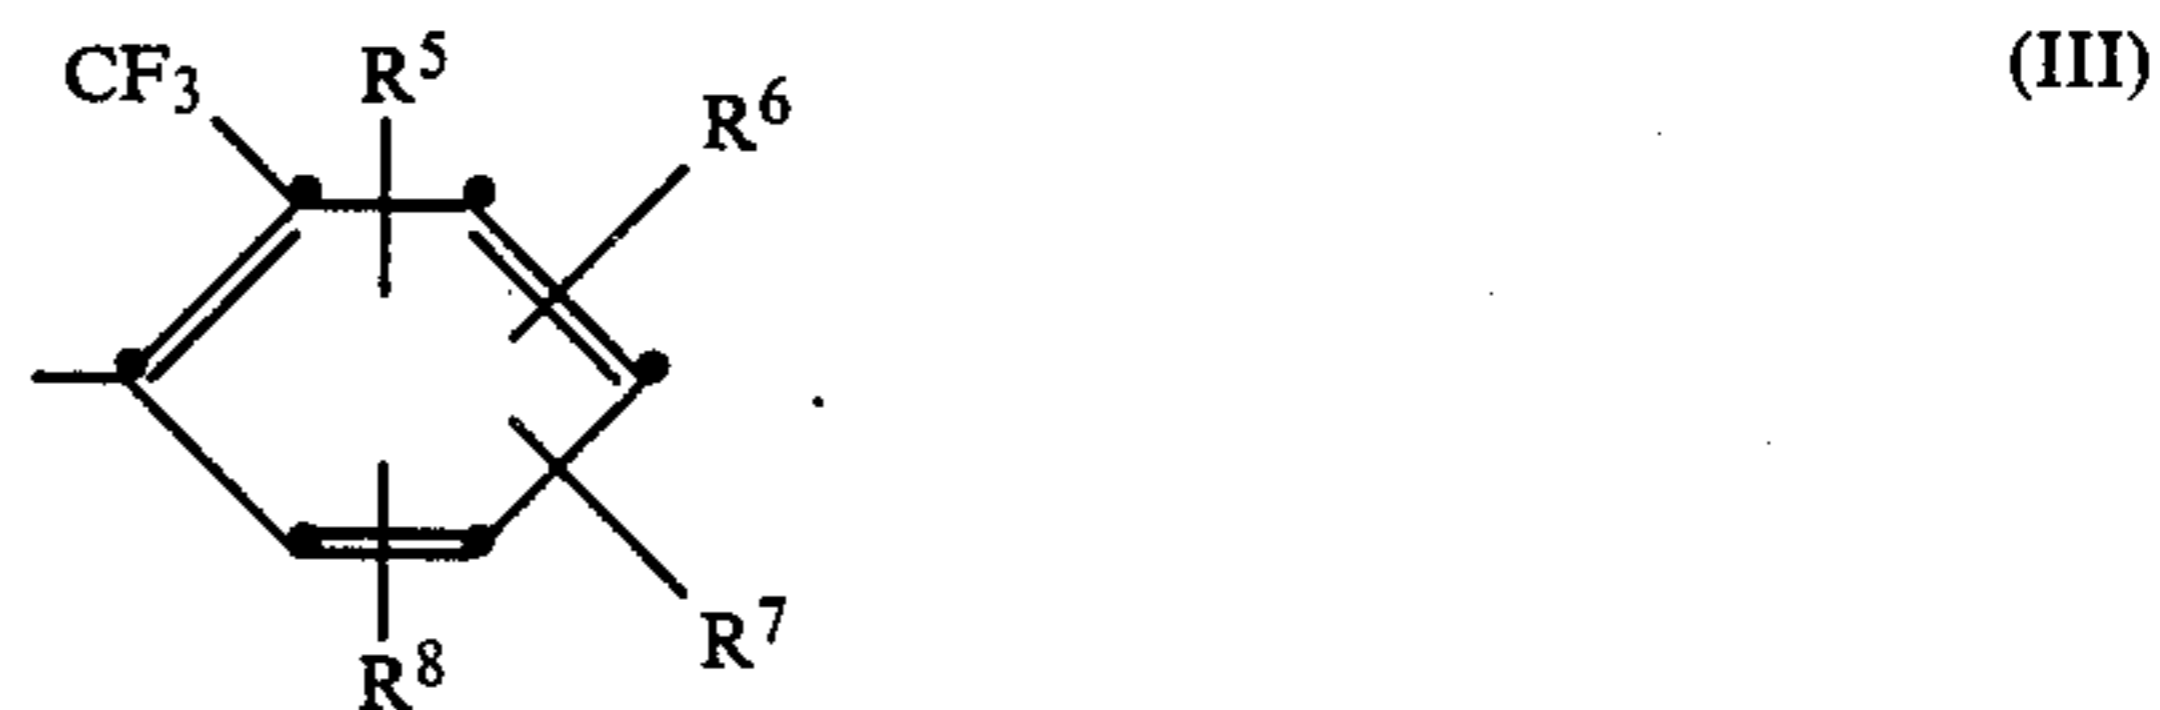 CF₃ R⁵ (III)
R⁶
R⁷
R⁸